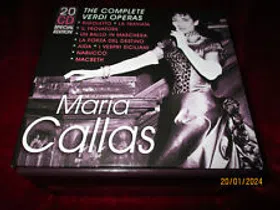 20 CD
SPECIAL EDITION
THE COMPLETE
VERDI OPERAS
• RIGOLETTO • LA TRAVIATA
• IL TROVATORE
• UN BALLO IN MASCHERA
• LA FORZA DEL DESTINO
• AIDA • I VESPRI SICILIANI
• NABUCCO
• MACBETH
Maria
Callas
20/01/2024